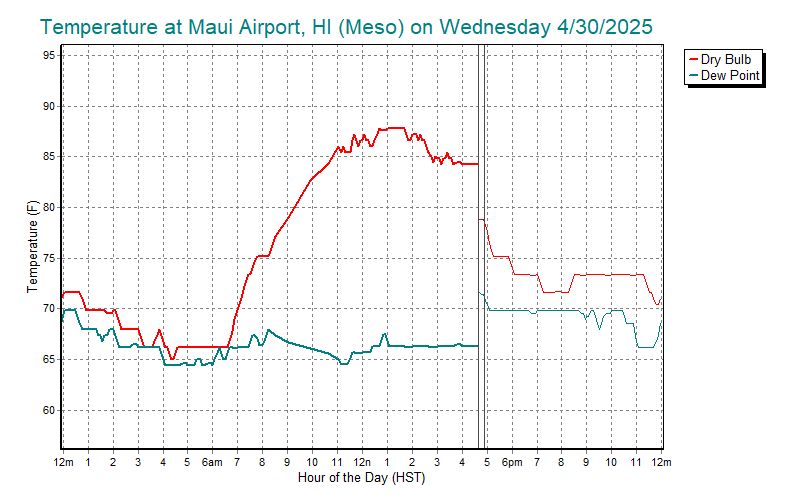 Temperature at Maui Airport, HI (Meso) on Wednesday 4/30/2025
Dry Bulb
Dew Point
Temperature (F)
95
90
85
80
75
70
65
60
12m 1 2 3 4 5 6am 7 8 9 10 11 12n 1 2 3 4 5 6pm 7 8 9 10 11 12m
Hour of the Day (HST)